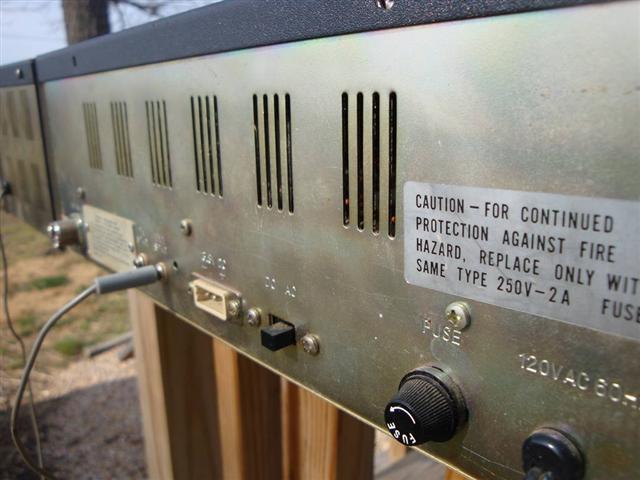 CAUTION - FOR CONTINUED
PROTECTION AGAINST FIRE
HAZARD, REPLACE ONLY WIT
SAME TYPE 250V-2A FUSE
DC AC
FUSE
120VAC 60-H
FUSE